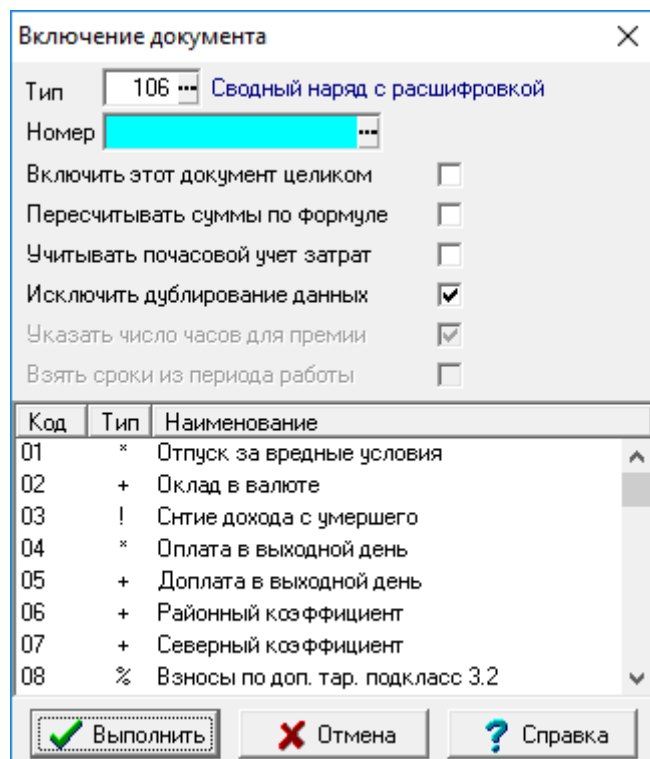 Включение документа
Тип 106 Сводный наряд с расшифровкой
Номер
Включить этот документ целиком
Пересчитывать суммы по формуле
Учитывать почасовой учет затрат
Исключить дублирование данных
Указать число часов для премии
Взять сроки из периода работы
Код Тип Наименование
01 * Отпуск за вредные условия
02 + Оклад в валюте
03 ! Снтие дохода с умершего
04 * Оплата в выходной день
05 + Доплата в выходной день
06 + Районный коэффициент
07 + Северный коэффициент
08 % Взносы по доп. тар. подкласс 3.2
Выполнить Отмена ? Справка